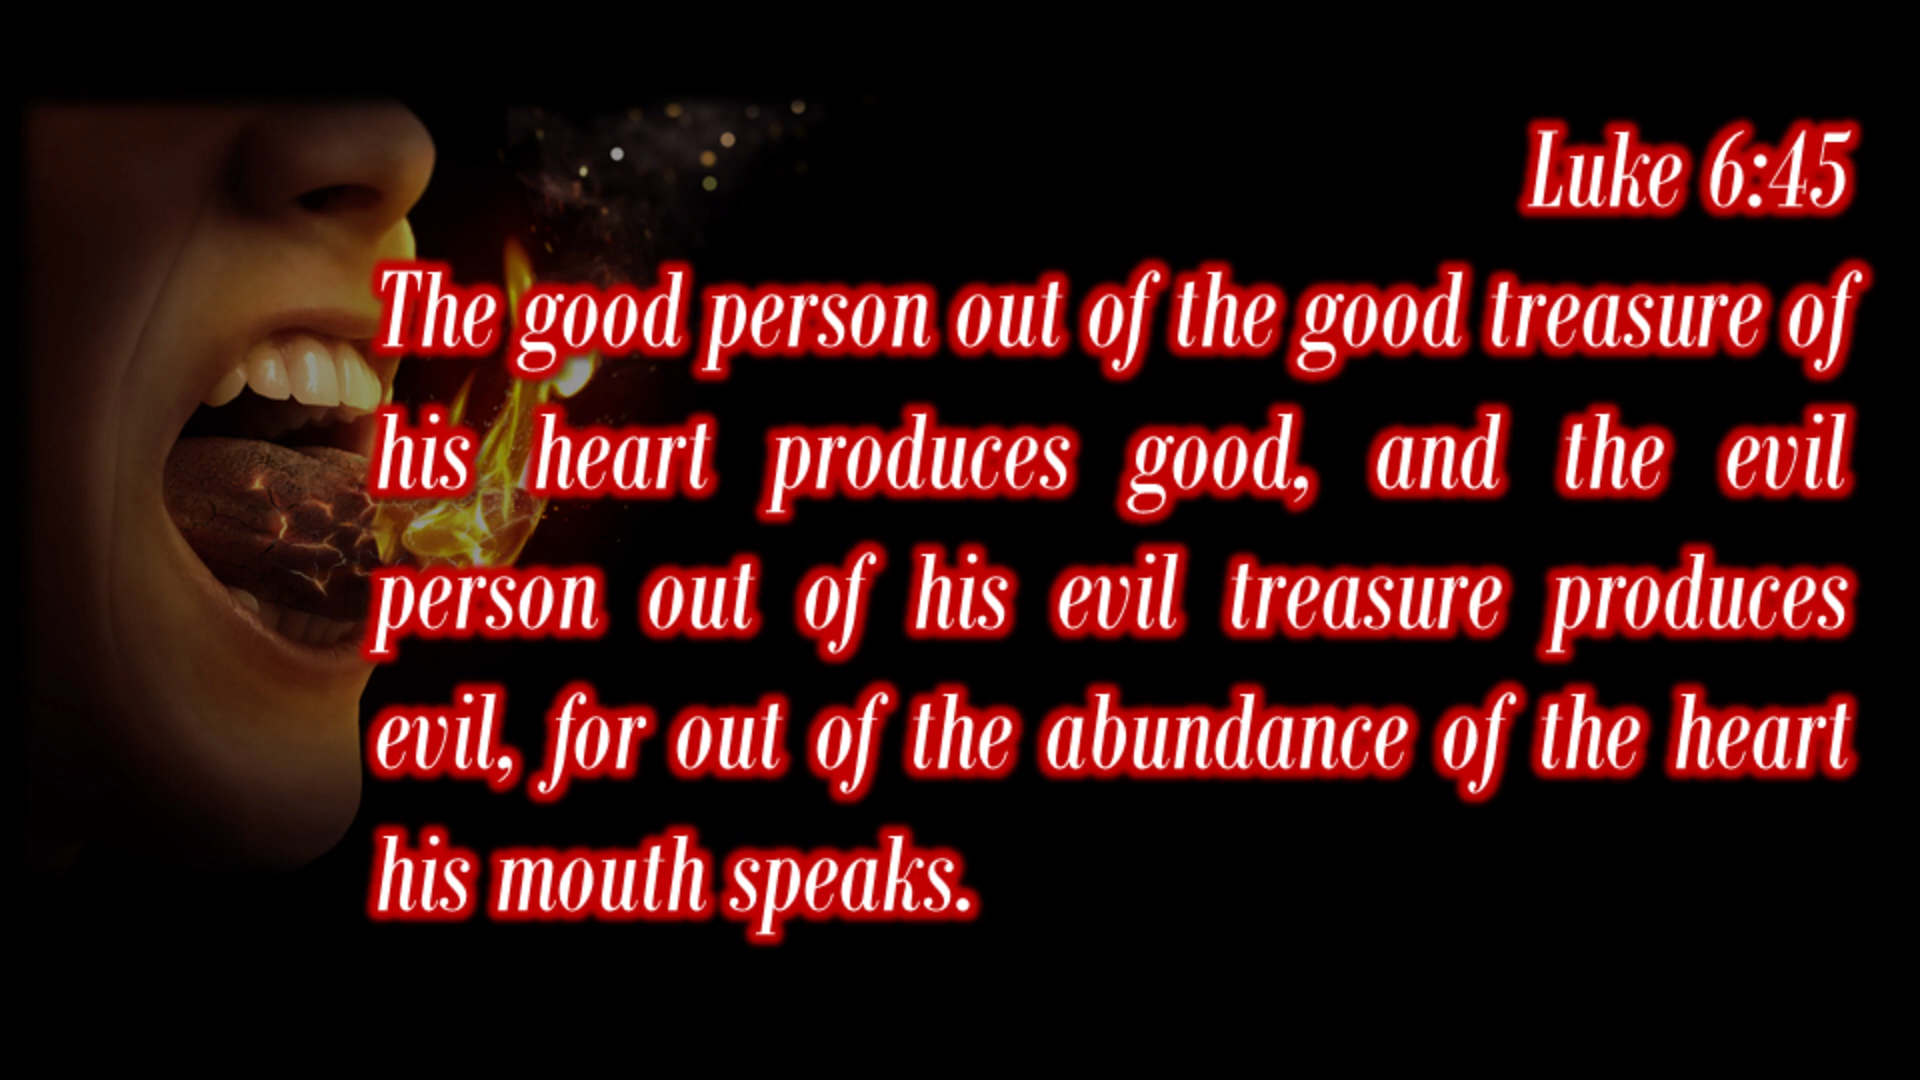 Luke 6:45
The good person out of the good treasure of
his heart produces good, and the evil
person out of his evil treasure produces
evil, for out of the abundance of the heart
his mouth speaks.